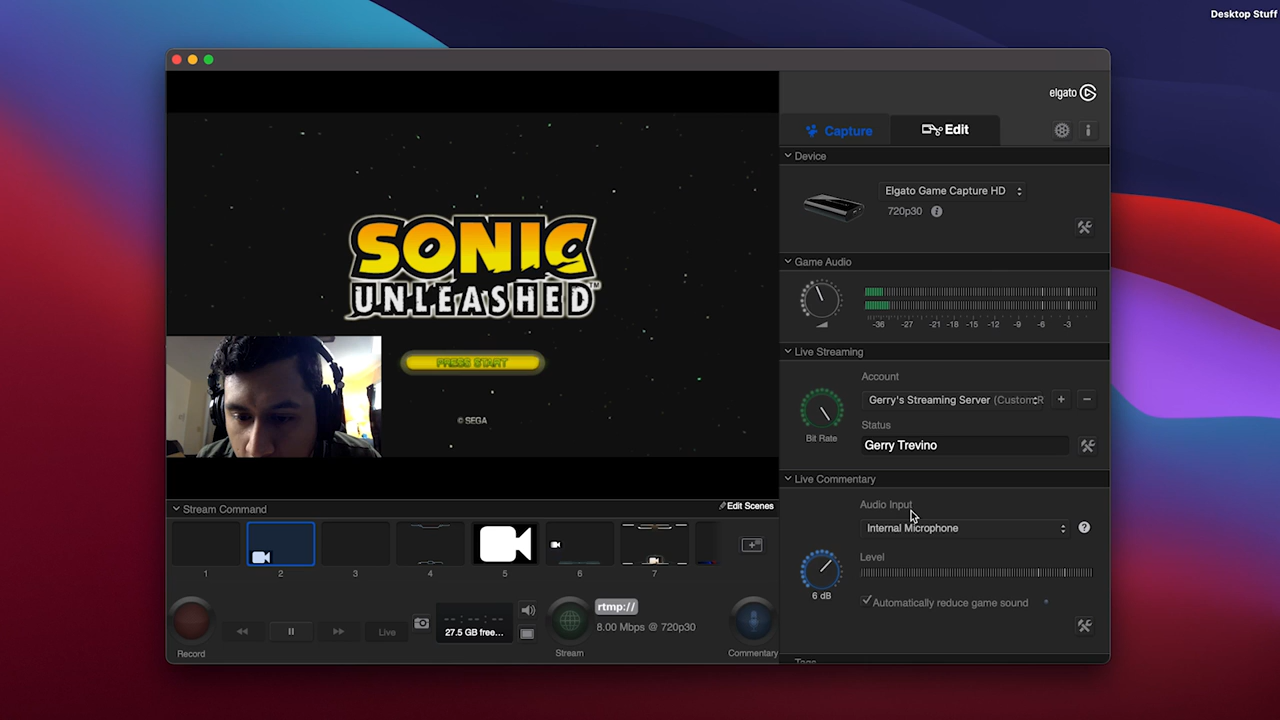 Desktop Stuff
elgato
Capture
Edit
Device
Elgato Game Capture HD
720p30
Game Audio
-36 -27 -21 -18 -15 -12 -9 -6 -3
SONIC
UNLEASHED™
PRESS START
© SEGA
Live Streaming
Account
Gerry's Streaming Server (Custom R
Bit Rate
Status
Gerry Trevino
Live Commentary
Audio Input
Internal Microphone
Level
6 dB
Automatically reduce game sound
Stream Command
Edit Scenes
1 2 3 4 5 6 7
Record
Live
27.5 GB free...
Stream
rtmp://
8.00 Mbps @ 720p30
Commentary